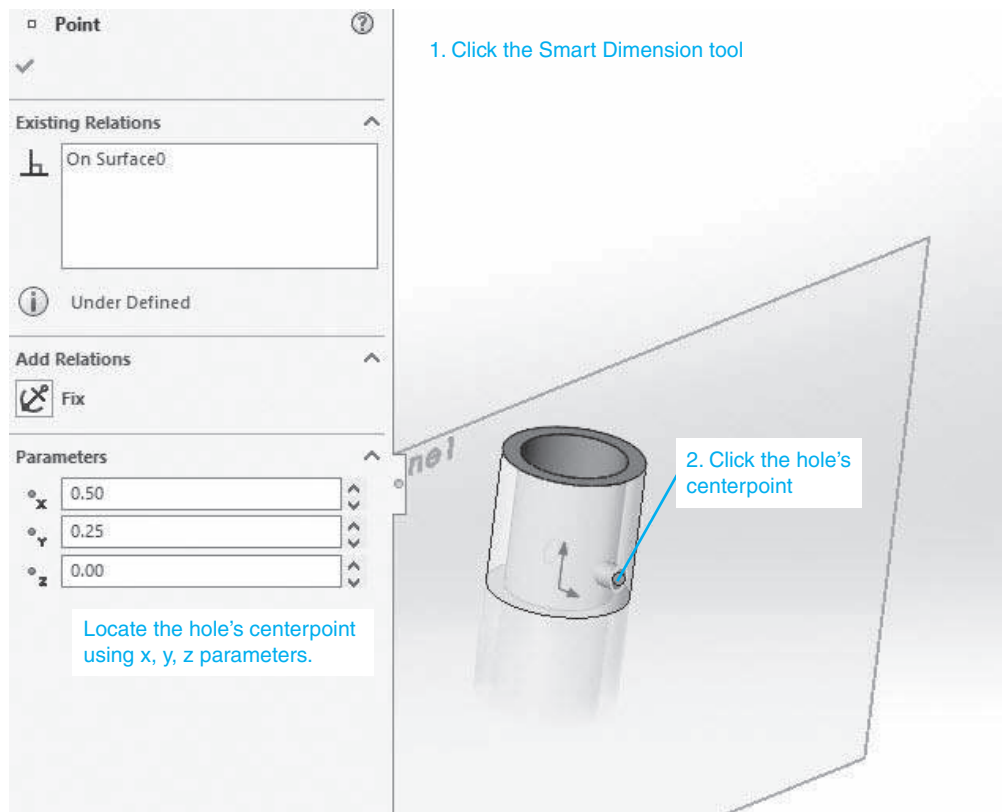 Point
1. Click the Smart Dimension tool
Existing Relations
On Surface0
Under Defined
Add Relations
Fix
Parameters
X 0.50
Y 0.25
Z 0.00
2. Click the hole's
centerpoint
Locate the hole's centerpoint
using x, y, z parameters.